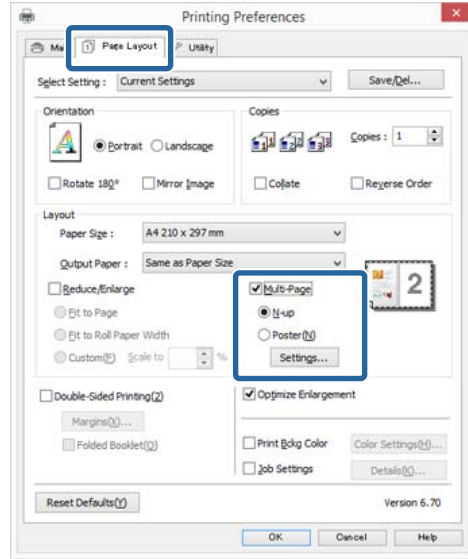 Printing Preferences
Page Layout
Utility
Select Setting : Current Settings Save/Del...
Orientation
Portrait Landscape
Rotate 180° Mirror Image
Copies
Copies : 1
Collate Reverse Order
Layout
Paper Size : A4 210 x 297 mm
Output Paper : Same as Paper Size
Reduce/Enlarge
Fit to Page
Fit to Roll Paper Width
Custom(F) Scale to %
Multi-Page
N-up
Poster(N)
Settings...
2
Double-Sided Printing(2)
Margins(X)...
Folded Booklet(Q)
Optimize Enlargement
Print Bckg Color Color Settings(H)...
Job Settings Details(K)...
Reset Defaults(Y) Version 6.70
OK Cancel Help